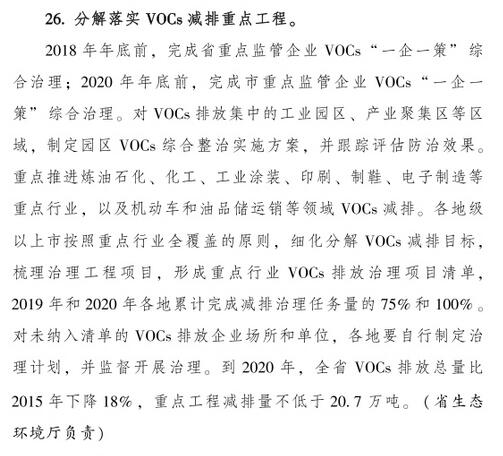 26. 分解落实 VOCs 减排重点工程。
2018 年年底前，完成省重点监管企业 VOCs “一企一策” 综
合治理；2020 年年底前，完成市重点监管企业 VOCs “一企一
策” 综合治理。对 VOCs 排放集中的工业园区、产业聚集区等区
域，制定园区 VOCs 综合整治实施方案，并跟踪评估防治效果。
重点推进炼油石化、化工、工业涂装、印刷、制鞋、电子制造等
重点行业，以及机动车和油品储运销等领域 VOCs 减排。各地级
以上市按照重点行业全覆盖的原则，细化分解 VOCs 减排目标，
梳理治理工程项目，形成重点行业 VOCs 排放治理项目清单，
2019 年和 2020 年各地累计完成减排治理任务量的 75% 和 100%。
对未纳入清单的 VOCs 排放企业场所和单位，各地要自行制定治
理计划，并监督开展治理。到 2020 年，全省 VOCs 排放总量比
2015 年下降 18%，重点工程减排量不低于 20.7 万吨。（省生态
环境厅负责）